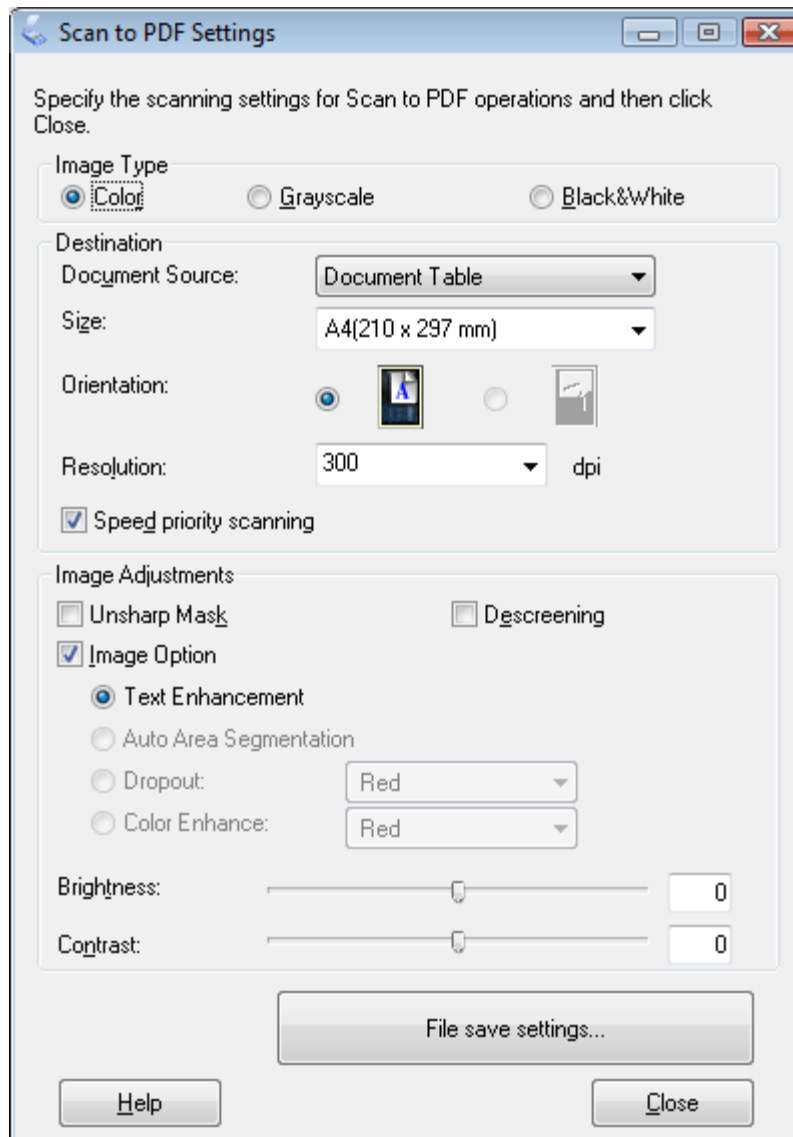 Scan to PDF Settings
Specify the scanning settings for Scan to PDF operations and then click
Close.
Image Type
Color Grayscale Black&White
Destination
Document Source: Document Table
Size: A4(210 x 297 mm)
Orientation: A
Resolution: 300 dpi
Speed priority scanning
Image Adjustments
Unsharp Mask Descreening
Image Option
Text Enhancement
Auto Area Segmentation
Dropout: Red
Color Enhance: Red
Brightness: 0
Contrast: 0
File save settings...
Help Close